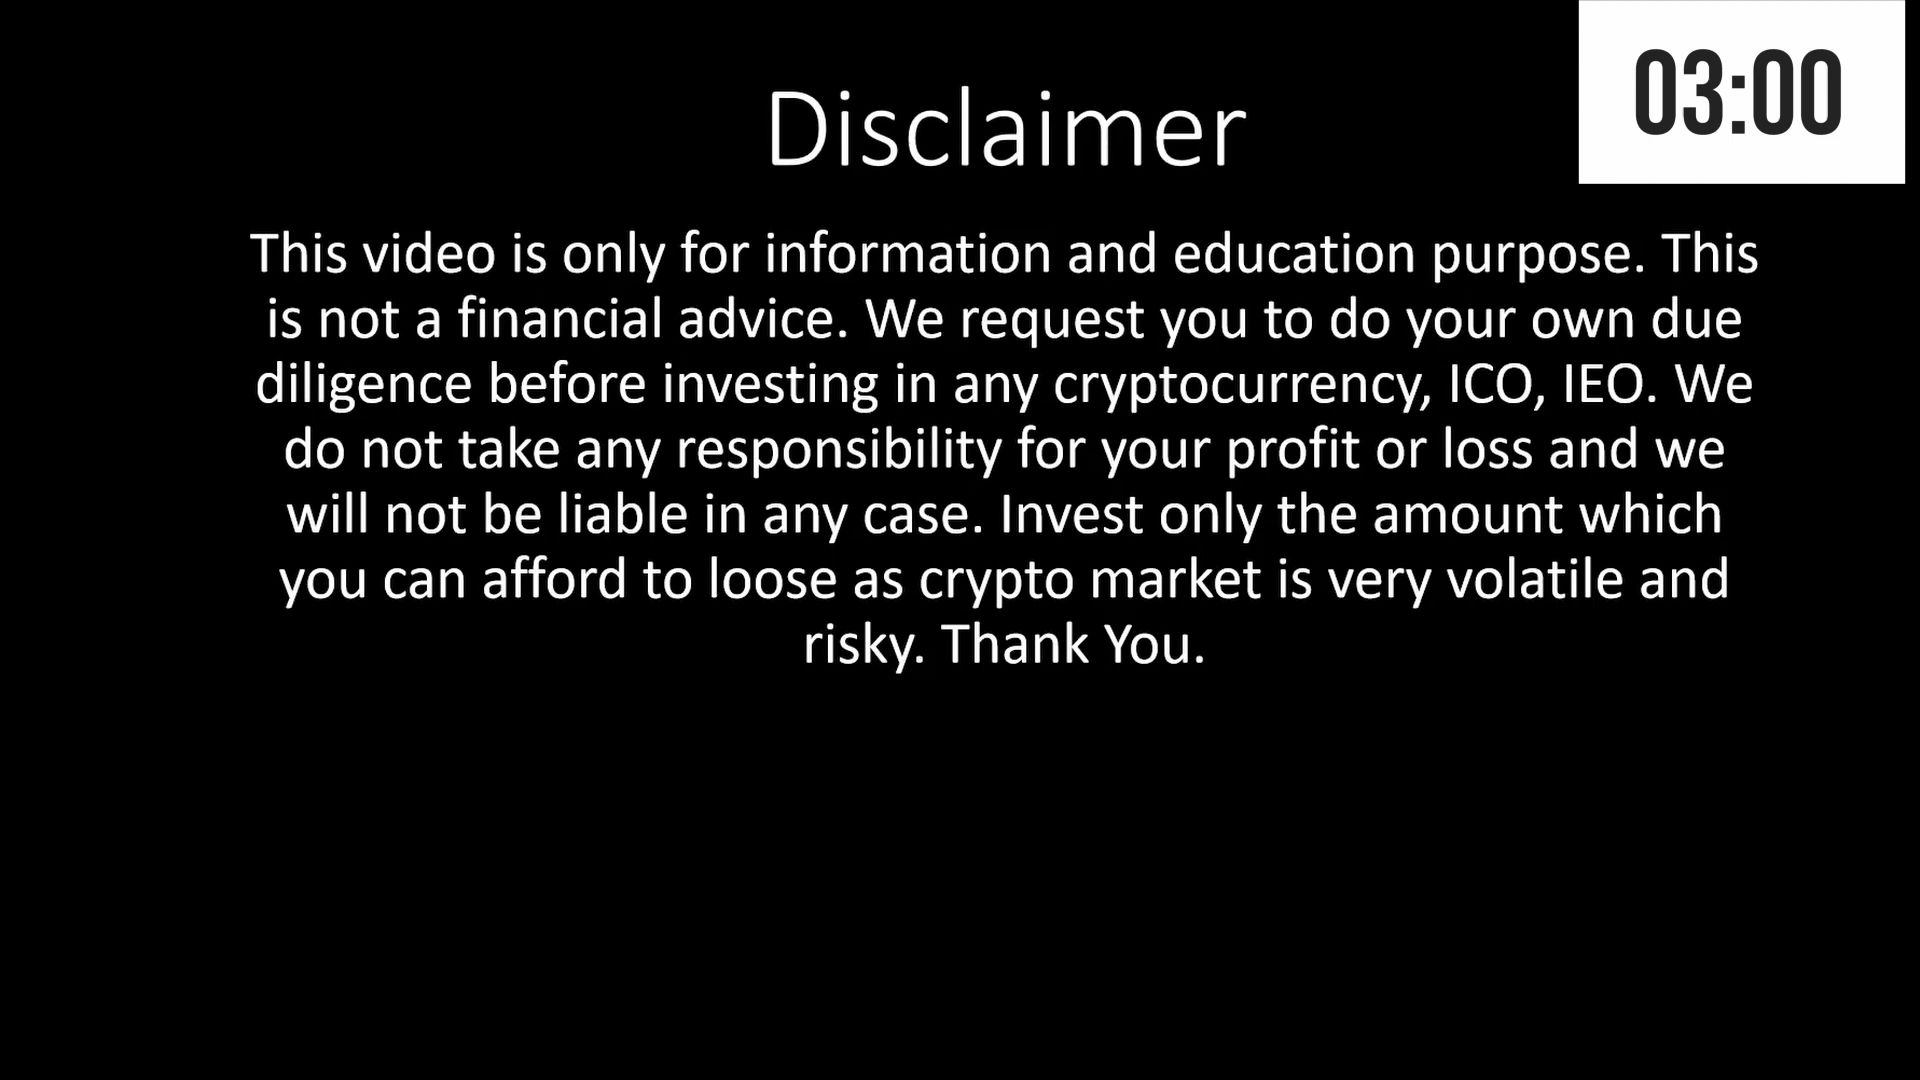 Disclaimer
03:00
This video is only for information and education purpose. This
is not a financial advice. We request you to do your own due
diligence before investing in any cryptocurrency, ICO, IEO. We
do not take any responsibility for your profit or loss and we
will not be liable in any case. Invest only the amount which
you can afford to loose as crypto market is very volatile and
risky. Thank You.